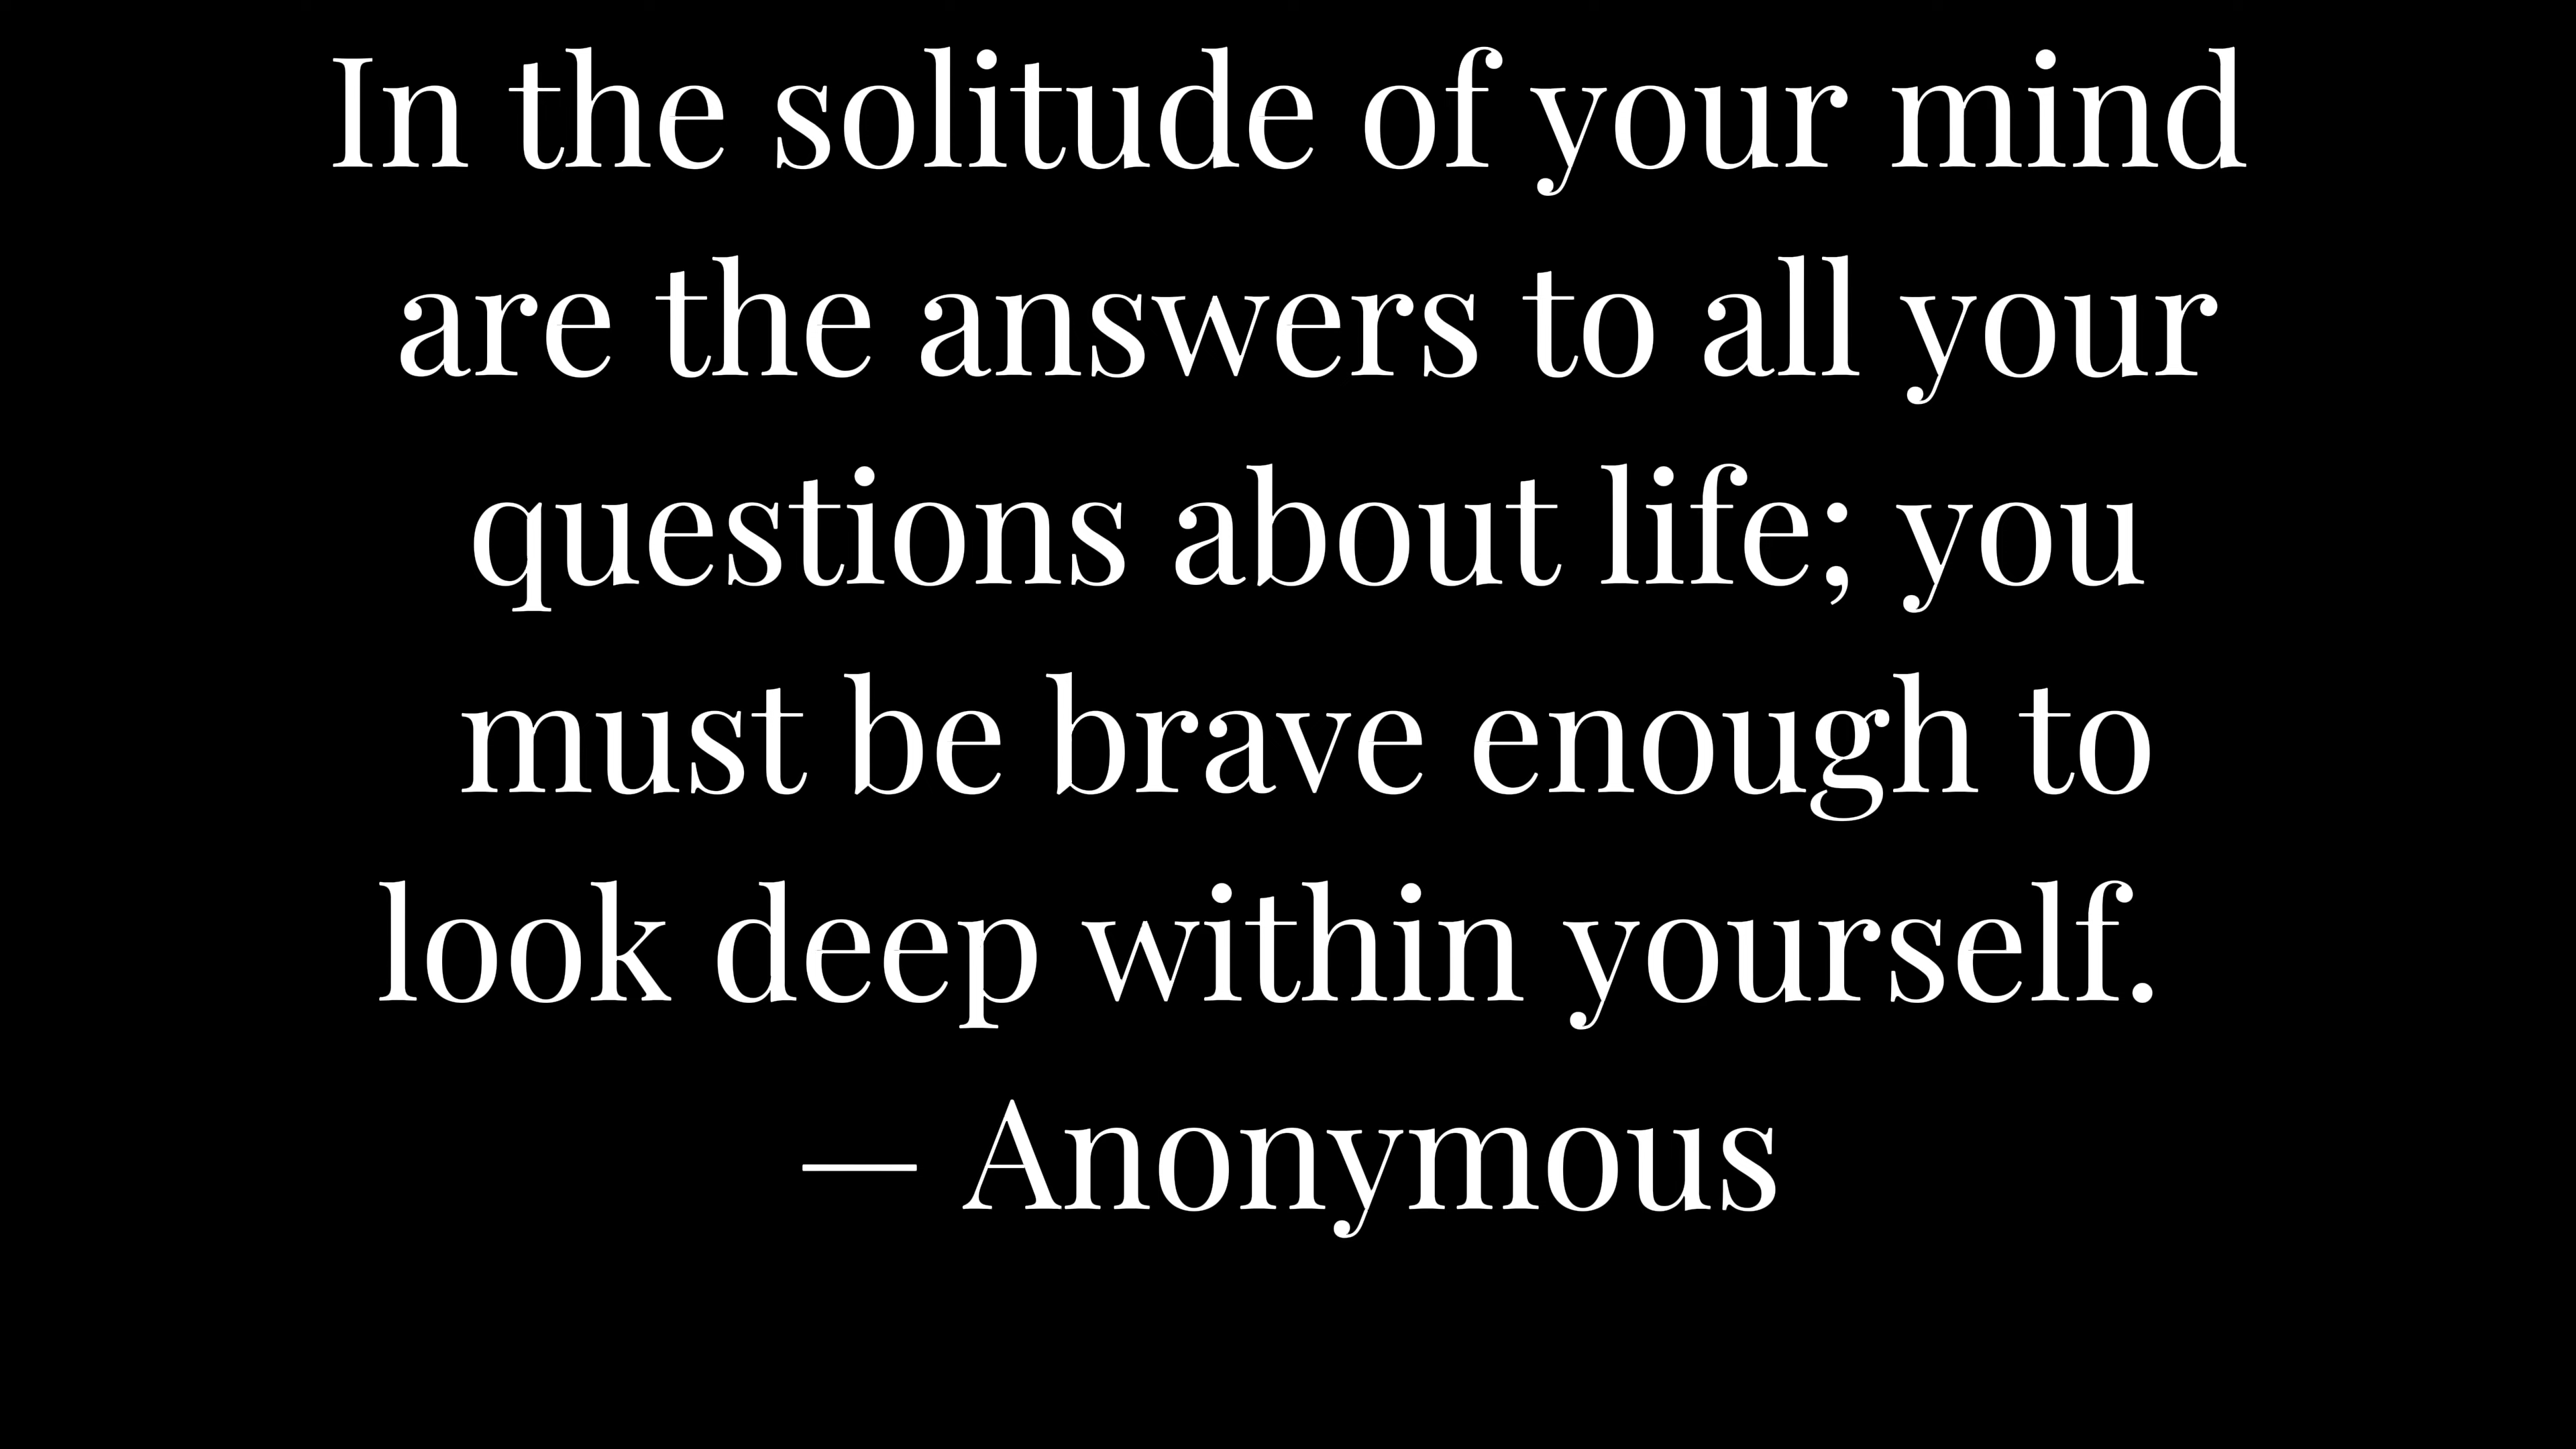 In the solitude of your mind
are the answers to all your
questions about life; you
must be brave enough to
look deep within yourself.
— Anonymous